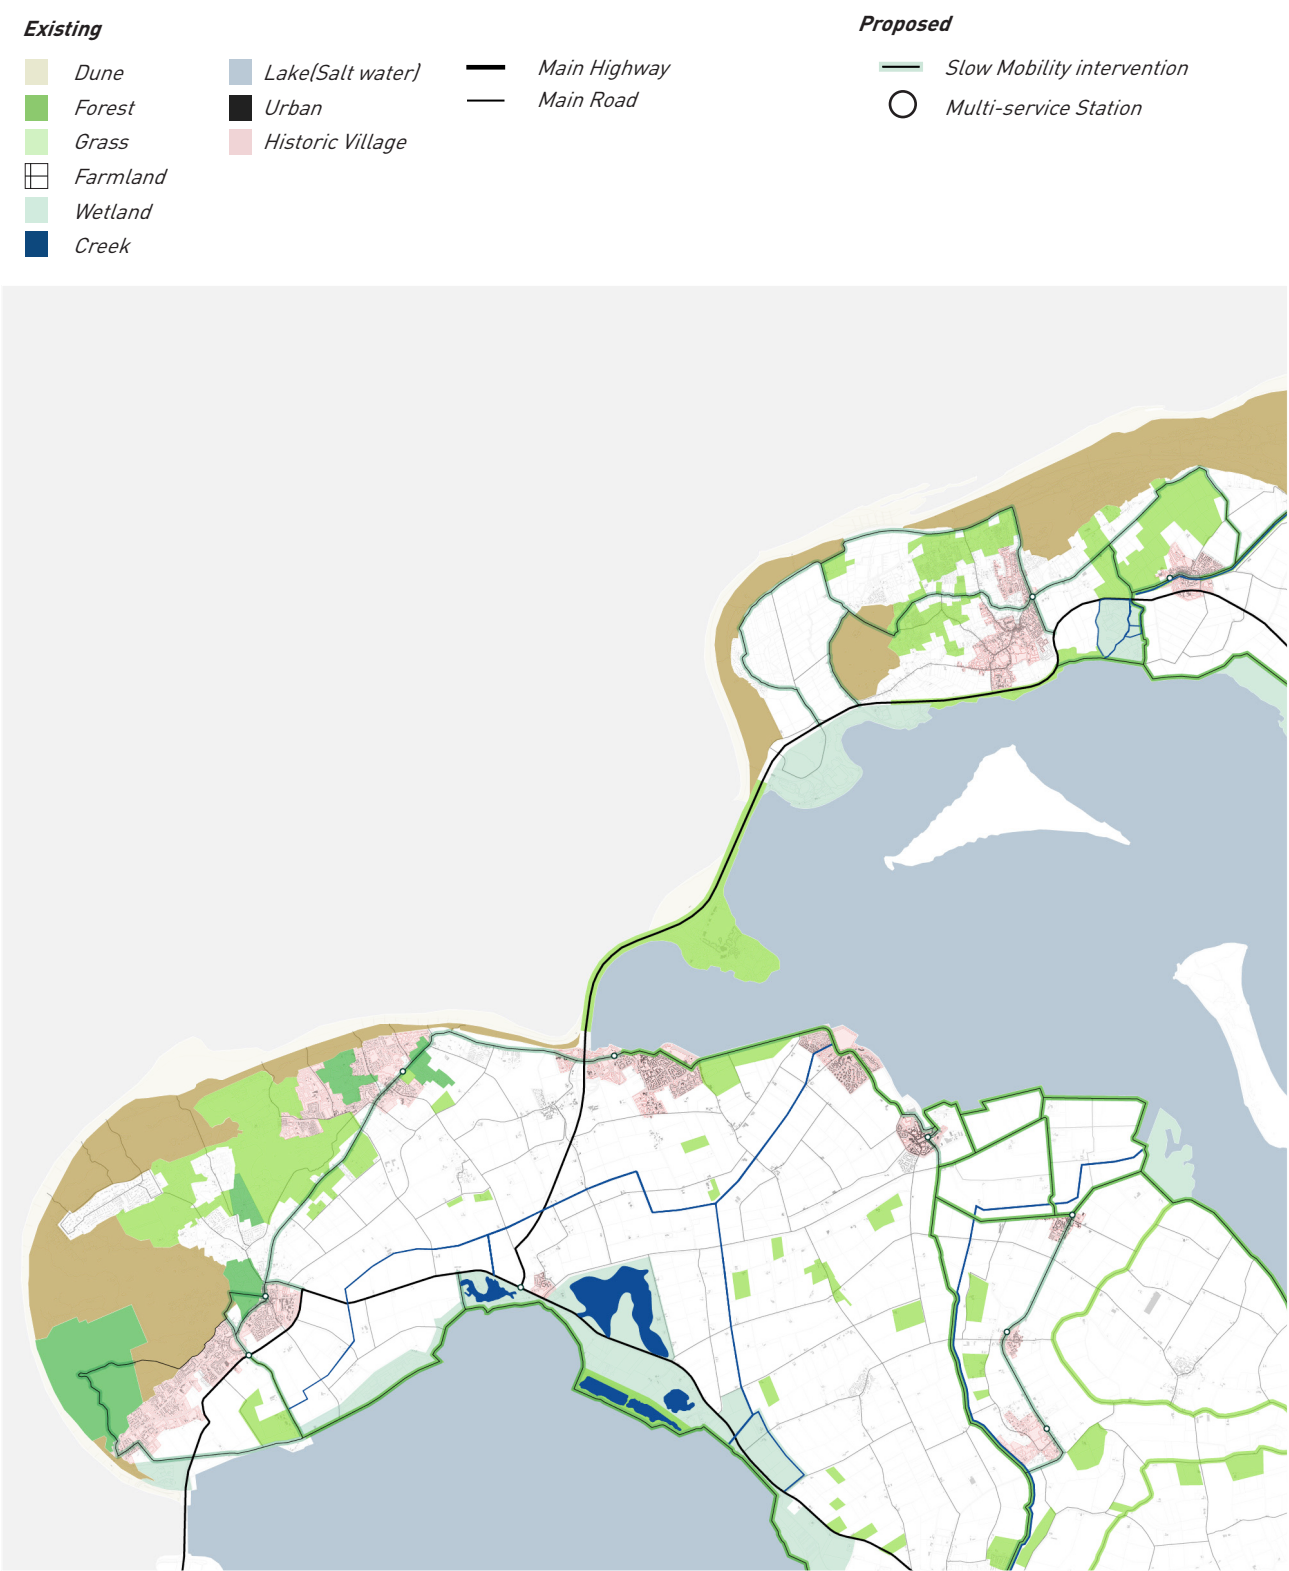 Existing
Dune
Forest
Grass
Farmland
Wetland
Creek
Lake(Salt water)
Urban
Historic Village
Main Highway
Main Road
Proposed
Slow Mobility intervention
Multi-service Station